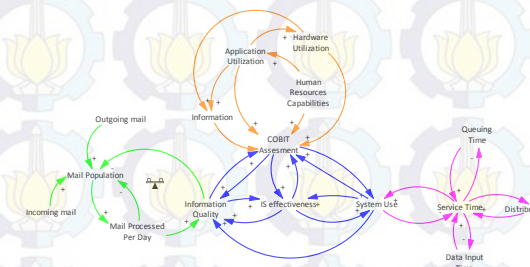 Hardware
Utilization
Application
Utilization
Human
Resources
Capabilities
Information
Outgoing mail
COBIT
Assesment
Queuing
Time
Mail Population
Incoming mail
Mail Processed
Per Day
Information
Quality
IS effectiveness
System Use
Service Time
Distrib
Data Input